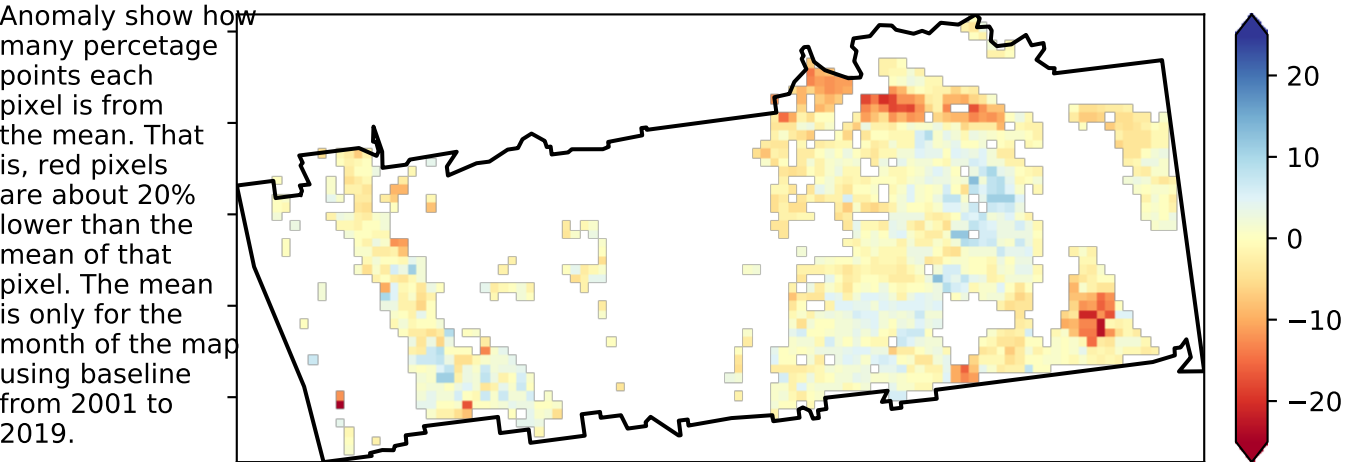 Anomaly show how
many percetage
points each
pixel is from
the mean. That
is, red pixels
are about 20%
lower than the
mean of that
pixel. The mean
is only for the
month of the map
using baseline
from 2001 to
2019.
20
10
0
−10
−20